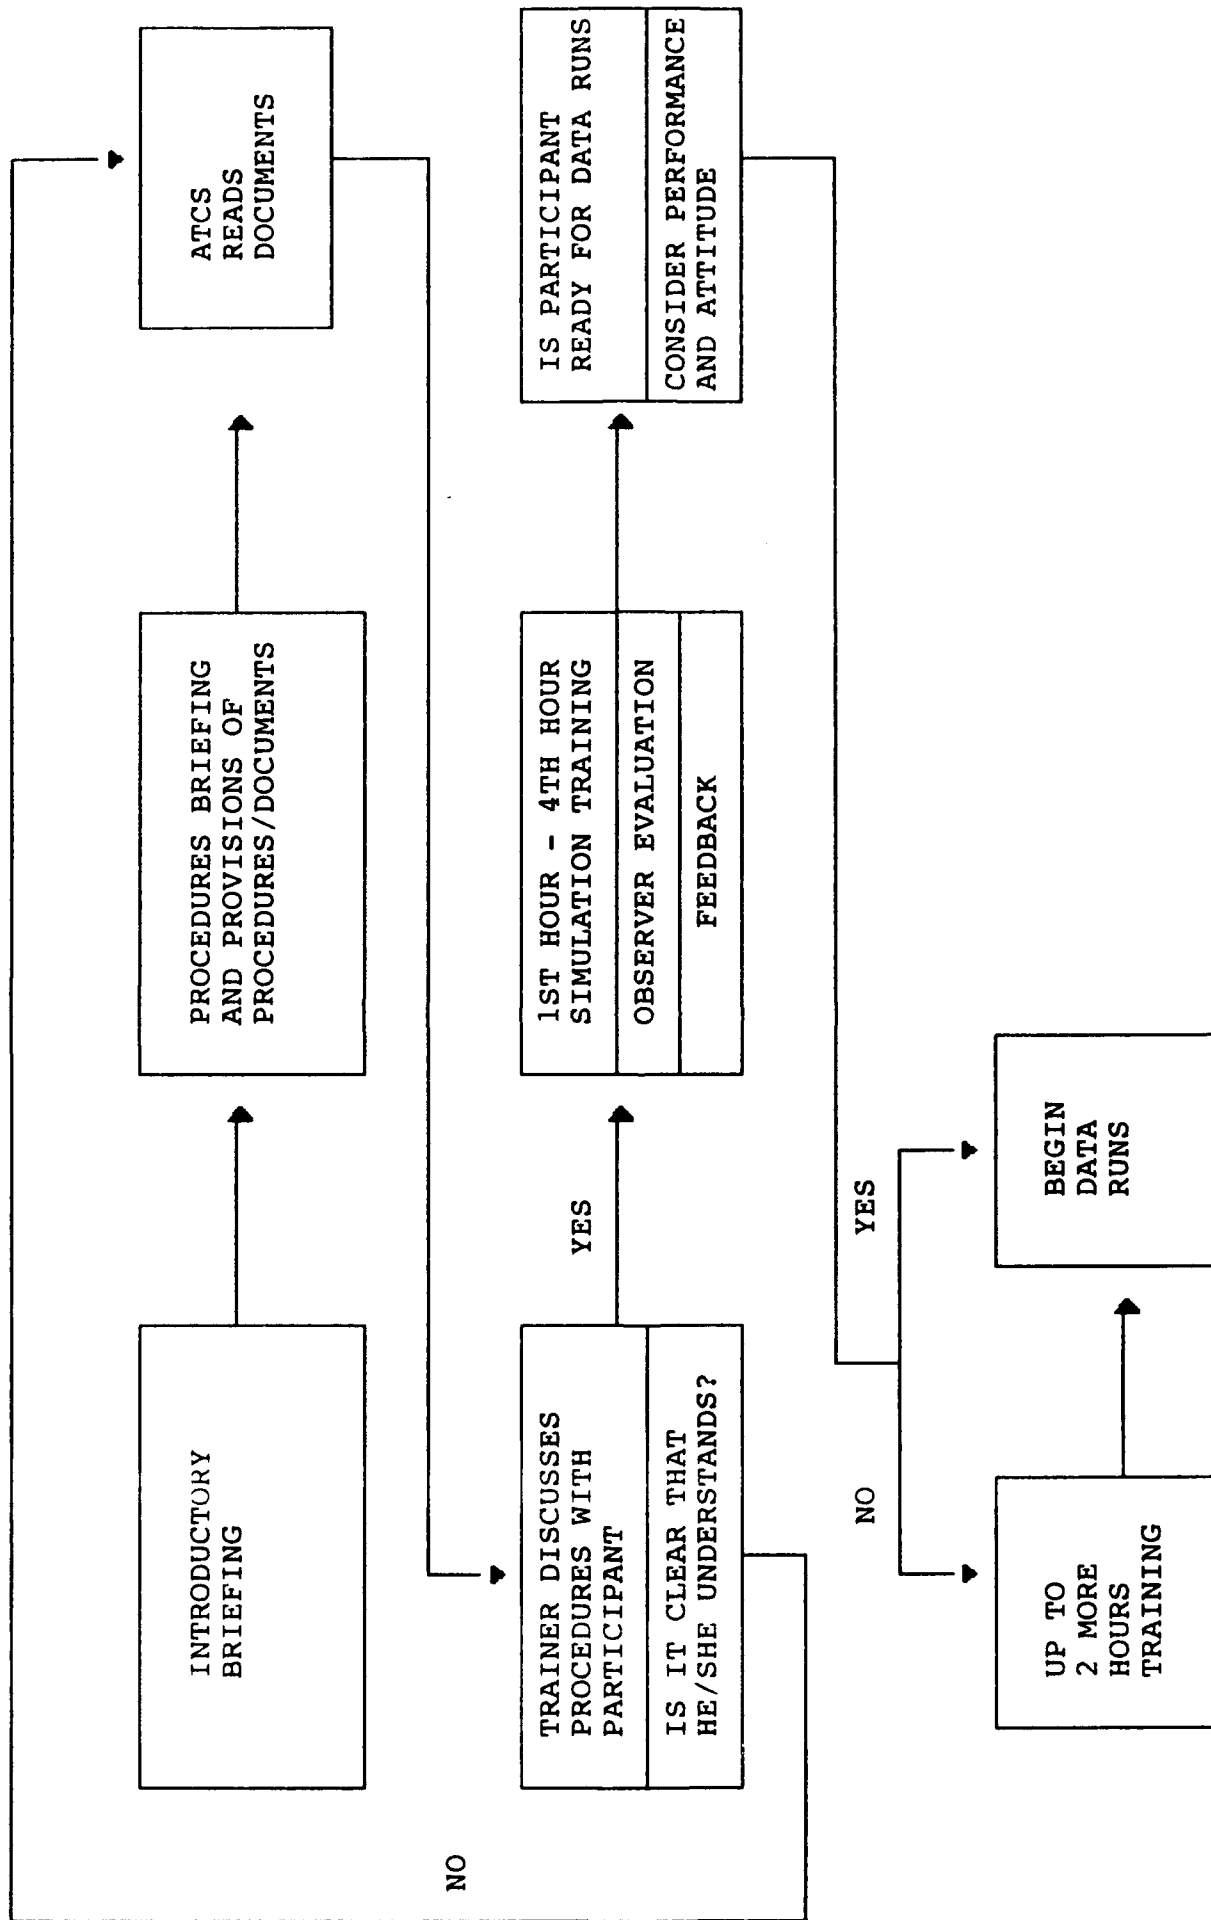 INTRODUCTORY
BRIEFING
PROCEDURES BRIEFING
AND PROVISIONS OF
PROCEDURES/DOCUMENTS
ATCS
READS
DOCUMENTS
NO
TRAINER DISCUSSES
PROCEDURES WITH
PARTICIPANT
IS IT CLEAR THAT
HE/SHE UNDERSTANDS?
YES
1ST HOUR - 4TH HOUR
SIMULATION TRAINING
OBSERVER EVALUATION
FEEDBACK
IS PARTICIPANT
READY FOR DATA RUNS
CONSIDER PERFORMANCE
AND ATTITUDE
NO
YES
UP TO
2 MORE
HOURS
TRAINING
BEGIN
DATA
RUNS